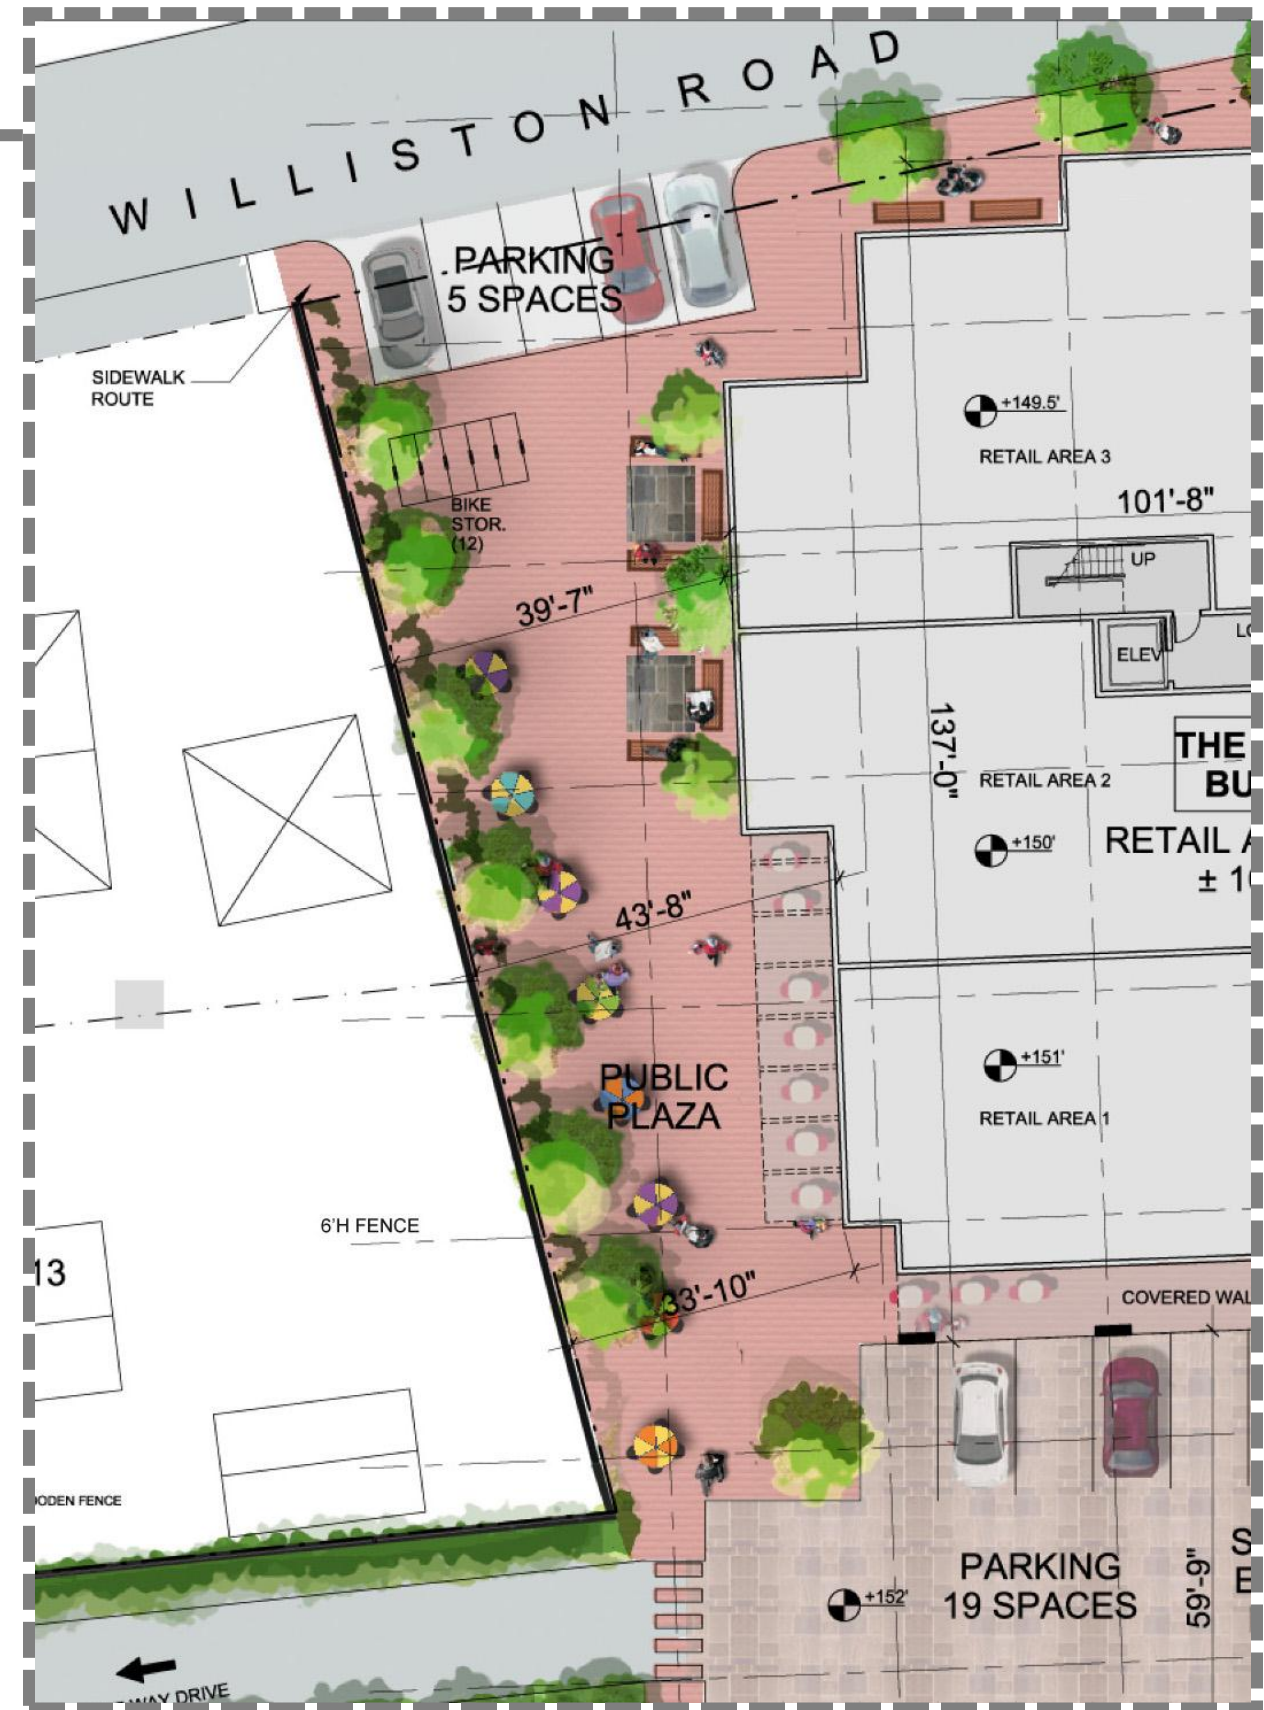 WILLISTON ROAD
PARKING
5 SPACES
SIDEWALK
ROUTE
+149.5'
RETAIL AREA 3
101'-8"
BIKE
STOR.
(12)
UP
39'-7"
ELEV
137'-0"
THE
RETAIL AREA 2
BU
+150'
RETAIL A
± 10
43'-8"
+151'
PUBLIC
PLAZA
RETAIL AREA 1
6'H FENCE
13
33'-10"
COVERED WAL
ODEN FENCE
PARKING
19 SPACES
+152'
59'-9"
S
E
WAY DRIVE